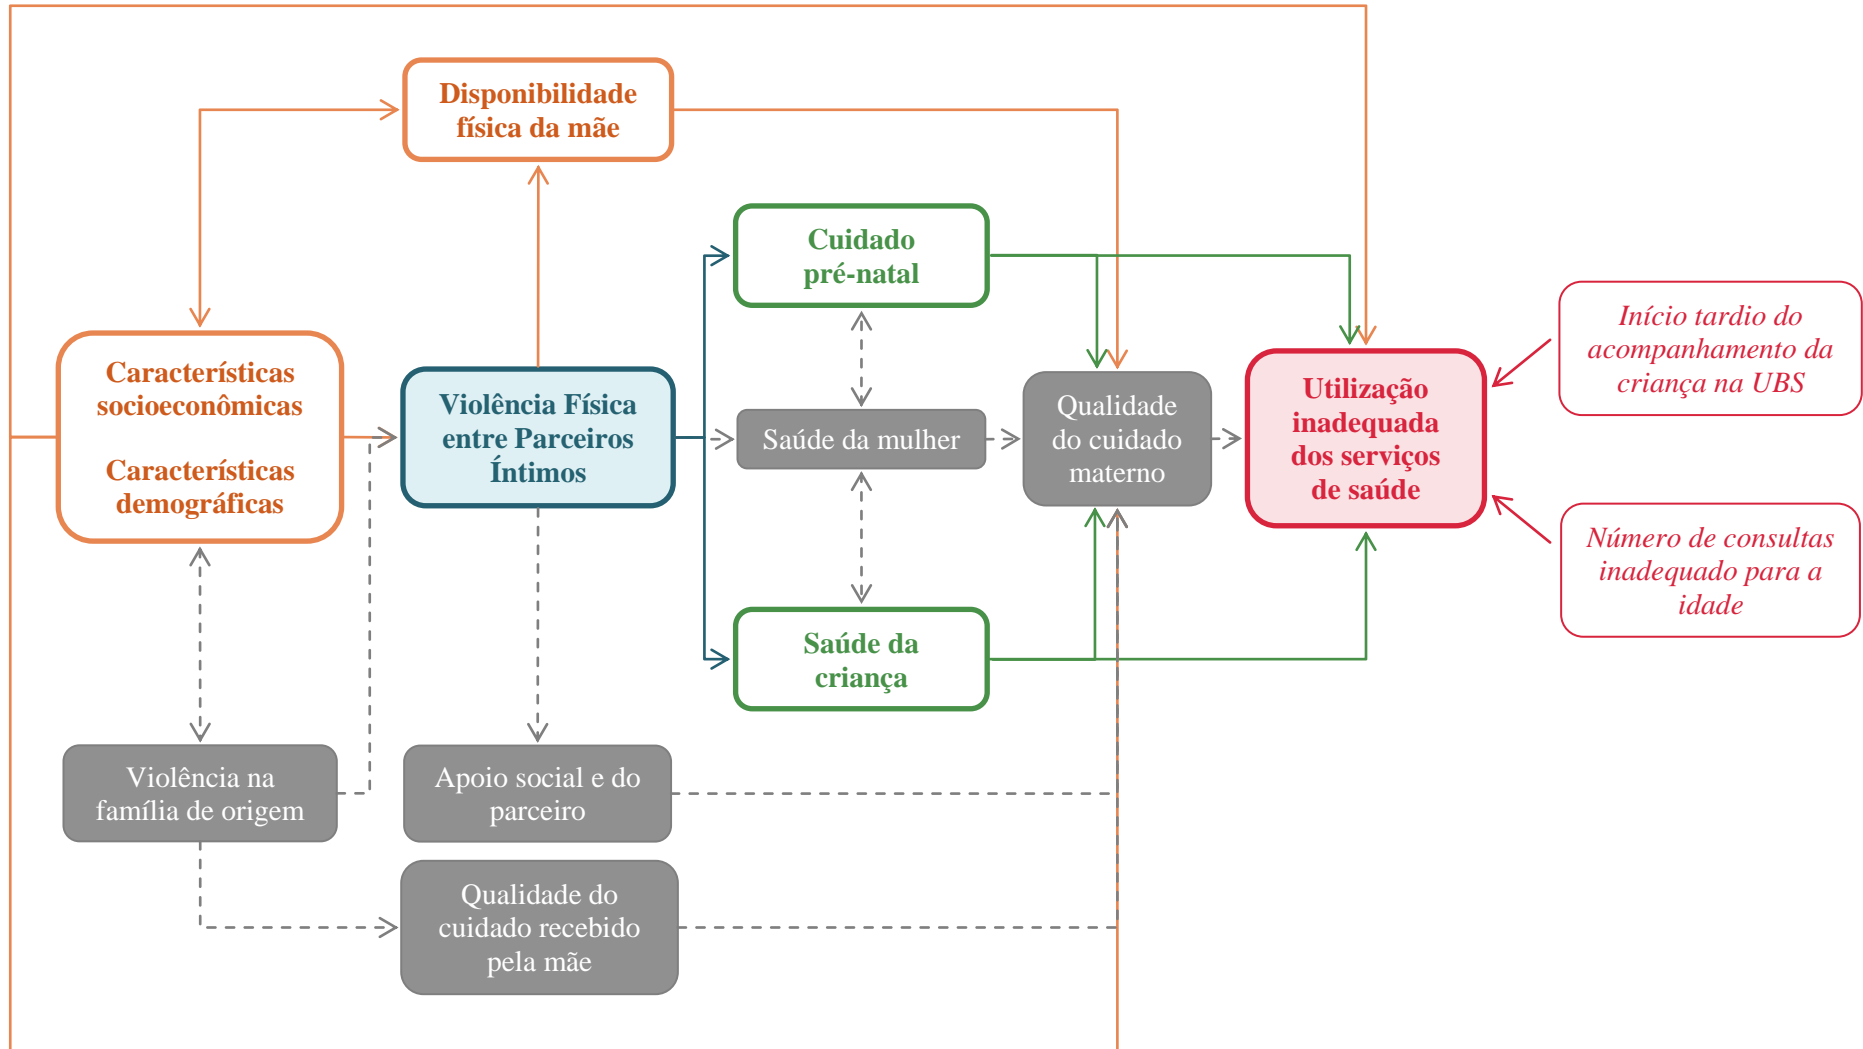 Disponibilidade
física da mãe
Cuidado
pré-natal
Início tardio do
acompanhamento da
criança na UBS
Características
socioeconômicas
Características
demográficas
Violência Física
entre Parceiros
Íntimos
Saúde da mulher
Qualidade
do cuidado
materno
Utilização
inadequada
dos serviços
de saúde
Número de consultas
inadequado para a
idade
Saúde da
criança
Violência na
família de origem
Apoio social e do
parceiro
Qualidade do
cuidado recebido
pela mãe